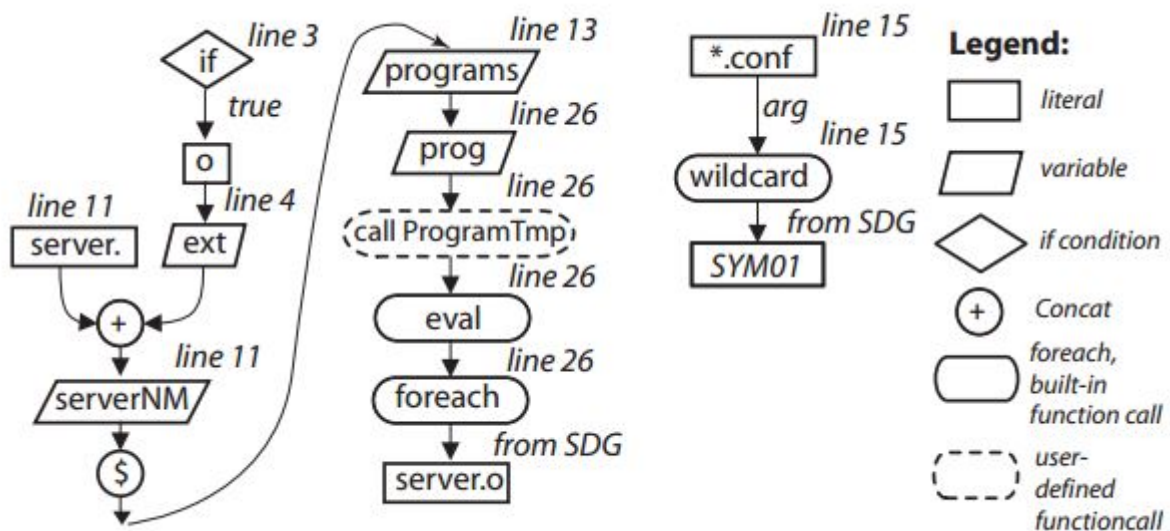 line 3
if
true
o
line 4
line 11
server.
ext
+
line 11
serverNM
$
line 13
programs
line 26
prog
line 26
call ProgramTmp
line 26
eval
line 26
foreach
from SDG
server.o
line 15
*.conf
arg
line 15
wildcard
from SDG
SYM01
Legend:
literal
variable
if condition
+
Concat
foreach,
built-in
function call
user-
defined
functioncall